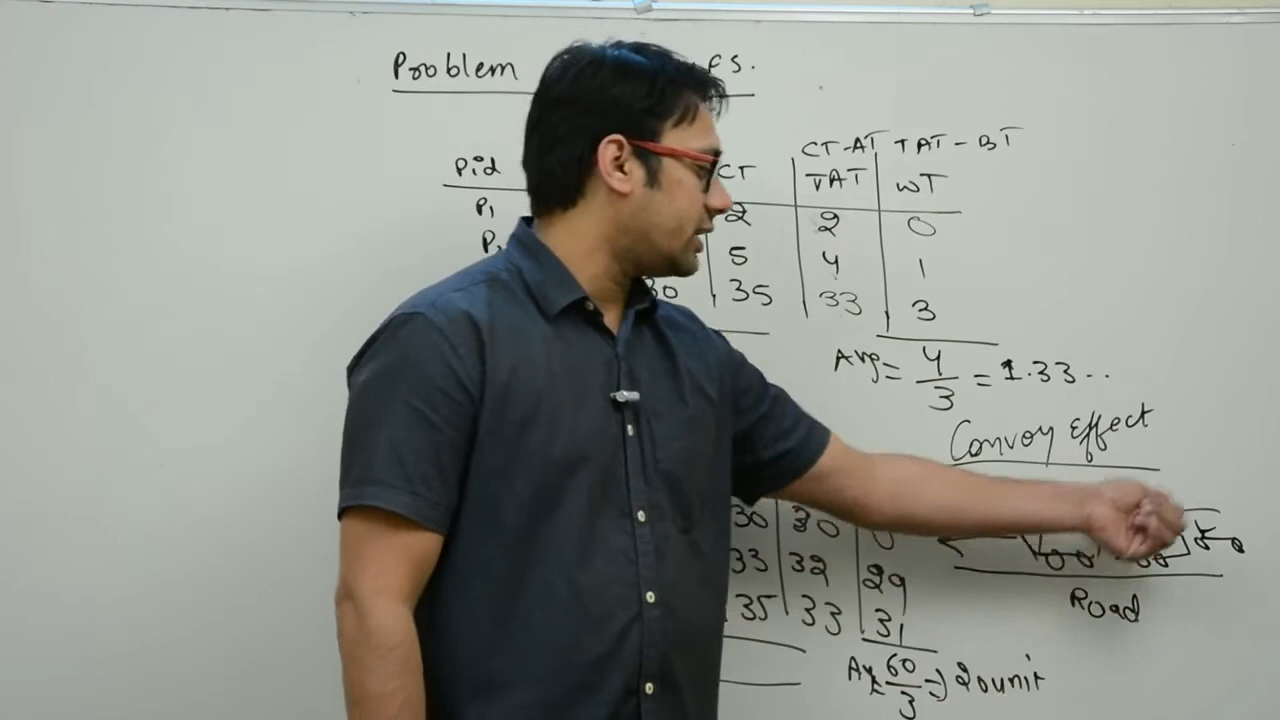 Problem FS.
CT-AT TAT-BT
Pid CT TAT WT
P1 2 2 0
P2 5 4 1
30 35 33 3
Avg = 4/3 = 1.33..
Convoy Effect
30 30 0
33 32 29
35 33 31
Road
60/3 => 20 unit